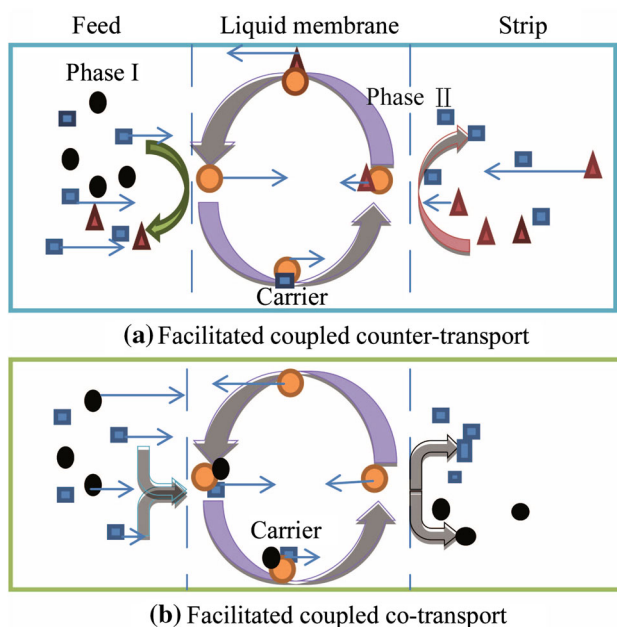 Feed Liquid membrane Strip
Phase I
Phase II
Carrier
(a) Facilitated coupled counter-transport
Carrier
(b) Facilitated coupled co-transport